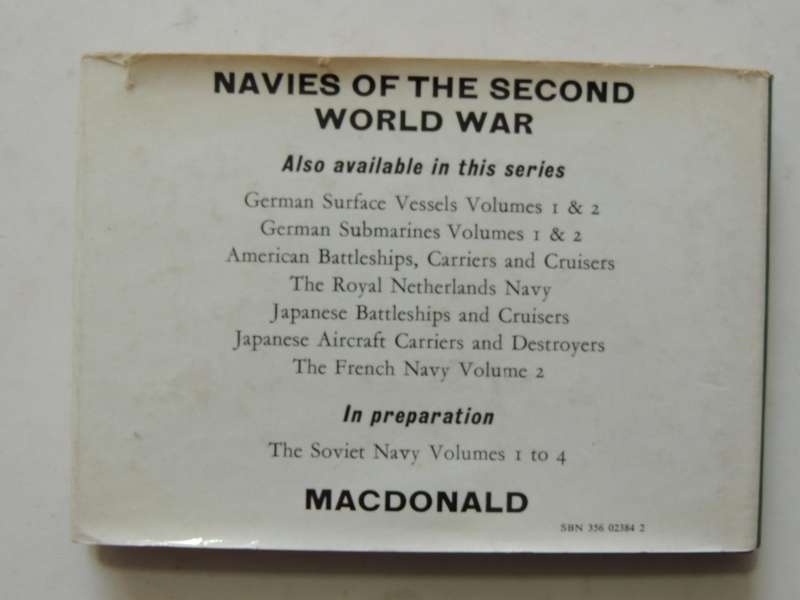 NAVIES OF THE SECOND
WORLD WAR
Also available in this series
German Surface Vessels Volumes 1 & 2
German Submarines Volumes 1 & 2
American Battleships, Carriers and Cruisers
The Royal Netherlands Navy
Japanese Battleships and Cruisers
Japanese Aircraft Carriers and Destroyers
The French Navy Volume 2
In preparation
The Soviet Navy Volumes 1 to 4
MACDONALD
SBN 356 02384 2